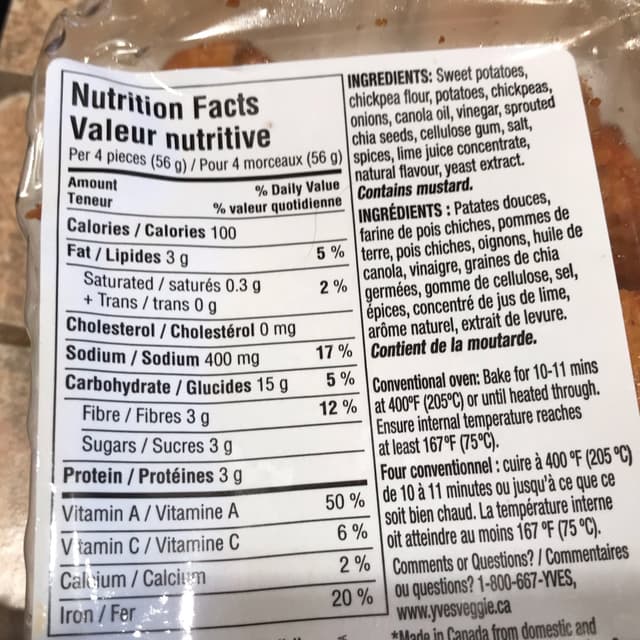 Nutrition Facts
Valeur nutritive
Per 4 pieces (56 g) / Pour 4 morceaux (56 g)
Amount % Daily Value
Teneur % valeur quotidienne
Calories / Calories 100
Fat / Lipides 3 g 5 %
Saturated / saturés 0.3 g 2 %
+ Trans / trans 0 g
Cholesterol / Cholestérol 0 mg
Sodium / Sodium 400 mg 17 %
Carbohydrate / Glucides 15 g 5 %
Fibre / Fibres 3 g 12 %
Sugars / Sucres 3 g
Protein / Protéines 3 g
Vitamin A / Vitamine A 50 %
Vitamin C / Vitamine C 6 %
Calcium / Calcium 2 %
Iron / Fer 20 %
INGREDIENTS: Sweet potatoes,
chickpea flour, potatoes, chickpeas,
onions, canola oil, vinegar, sprouted
chia seeds, cellulose gum, salt,
spices, lime juice concentrate,
natural flavour, yeast extract.
Contains mustard.
INGRÉDIENTS : Patates douces,
farine de pois chiches, pommes de
terre, pois chiches, oignons, huile de
canola, vinaigre, graines de chia
germées, gomme de cellulose, sel,
épices, concentré de jus de lime,
arôme naturel, extrait de levure.
Contient de la moutarde.
Conventional oven: Bake for 10-11 mins
at 400°F (205°C) or until heated through.
Ensure internal temperature reaches
at least 167°F (75°C).
Four conventionnel : cuire à 400 °F (205 °C)
de 10 à 11 minutes ou jusqu'à ce que ce
soit bien chaud. La température interne
oit atteindre au moins 167 °F (75 °C).
Comments or Questions? / Commentaires
ou questions? 1-800-667-YVES,
www.yvesveggie.ca
*Made in Canada from domestic and